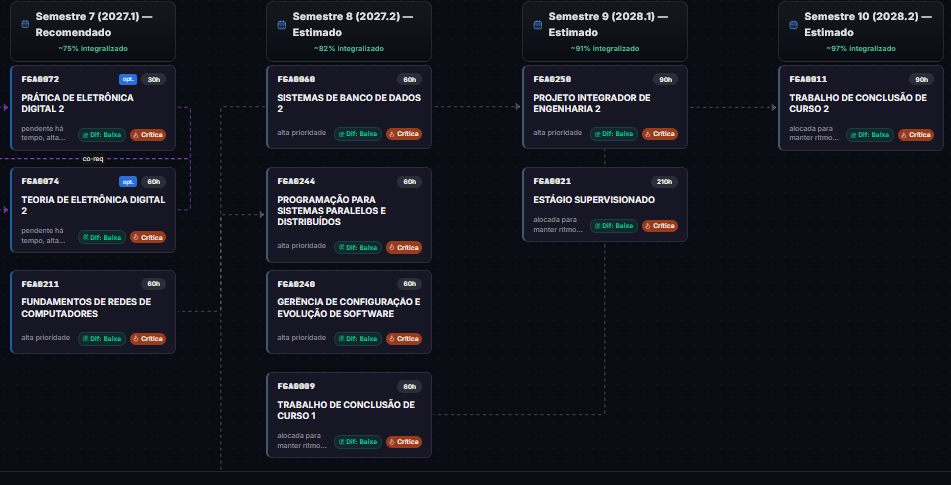 Semestre 7 (2027.1) —
Recomendado
~75% integralizado
FGA0072
opt.
30h
PRÁTICA DE ELETRÔNICA
DIGITAL 2
pendente há
tempo, alta...
Dif: Baixa
Crítica
co-req
FGA0074
opt.
60h
TEORIA DE ELETRÔNICA DIGITAL
2
pendente há
tempo, alta...
Dif: Baixa
Crítica
FGA0211
60h
FUNDAMENTOS DE REDES DE
COMPUTADORES
alta prioridade
Dif: Baixa
Crítica
Semestre 8 (2027.2) —
Estimado
~82% integralizado
FGA0060
60h
SISTEMAS DE BANCO DE DADOS
2
alta prioridade
Dif: Baixa
Crítica
FGA0244
60h
PROGRAMAÇÃO PARA
SISTEMAS PARALELOS E
DISTRIBUÍDOS
alta prioridade
Dif: Baixa
Crítica
FGA0240
60h
GERÊNCIA DE CONFIGURAÇÃO E
EVOLUÇÃO DE SOFTWARE
alta prioridade
Dif: Baixa
Crítica
FGA0009
60h
TRABALHO DE CONCLUSÃO DE
CURSO 1
alocada para
manter ritmo...
Dif: Baixa
Crítica
Semestre 9 (2028.1) —
Estimado
~91% integralizado
FGA0250
90h
PROJETO INTEGRADOR DE
ENGENHARIA 2
alta prioridade
Dif: Baixa
Crítica
FGA0021
210h
ESTÁGIO SUPERVISIONADO
alocada para
manter ritmo...
Dif: Baixa
Crítica
Semestre 10 (2028.2) —
Estimado
~97% integralizado
FGA0011
90h
TRABALHO DE CONCLUSÃO DE
CURSO 2
alocada para
manter ritmo...
Dif: Baixa
Crítica